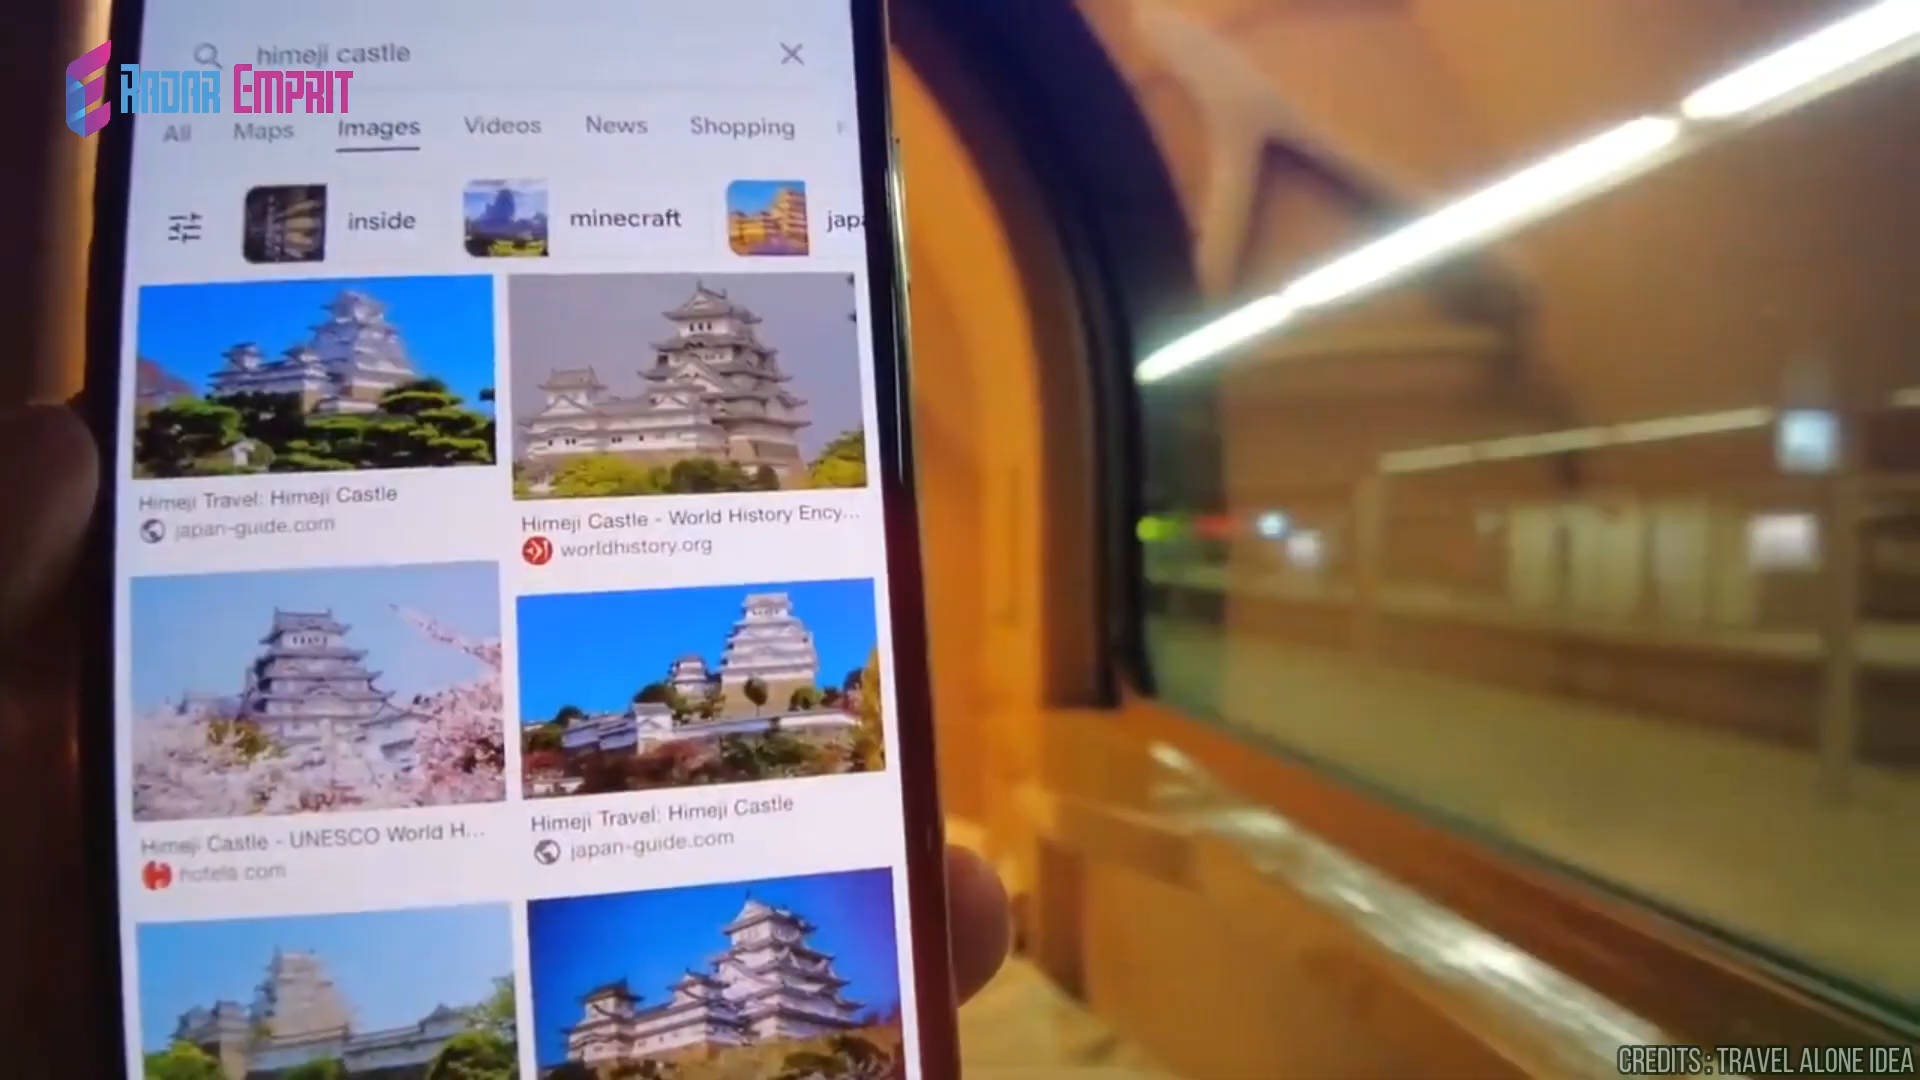 himeji castle
RADAR EMPRIT
All Maps Images Videos News Shopping
inside minecraft
Himeji Travel: Himeji Castle
japan-guide.com
Himeji Castle - World History Ency...
worldhistory.org
Himeji Castle - UNESCO World H...
hotels.com
Himeji Travel: Himeji Castle
japan-guide.com
CREDITS : TRAVEL ALONE IDEA